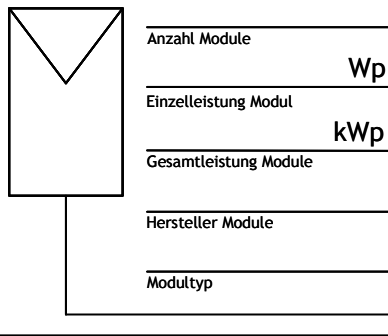 Anzahl Module
Wp
Einzelleistung Modul
kWp
Gesamtleistung Module
Hersteller Module
Modultyp